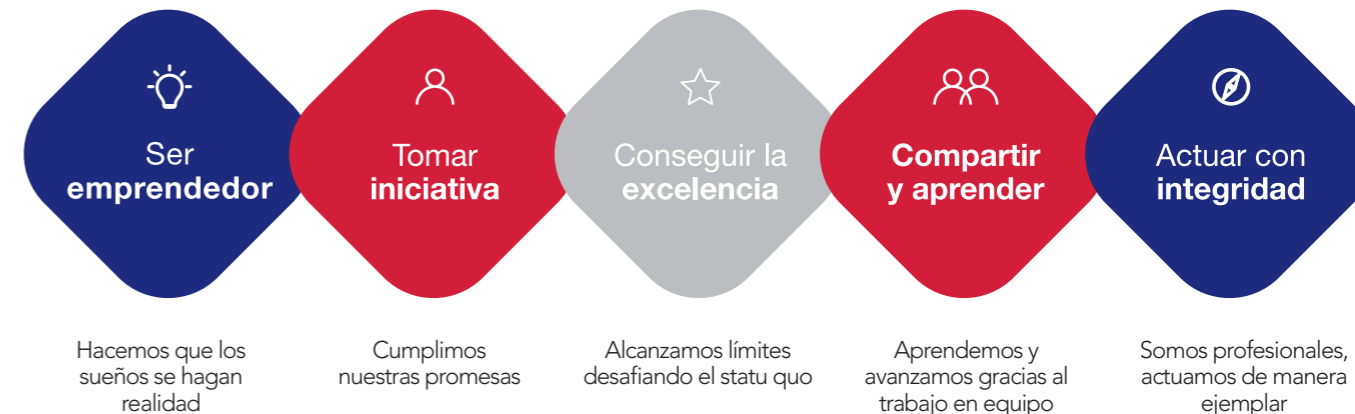 Ser
emprendedor
Tomar
iniciativa
Conseguir la
excelencia
Compartir
y aprender
Actuar con
integridad
Hacemos que los
sueños se hagan
realidad
Cumplimos
nuestras promesas
Alcanzamos límites
desafiando el statu quo
Aprendemos y
avanzamos gracias al
trabajo en equipo
Somos profesionales,
actuamos de manera
ejemplar